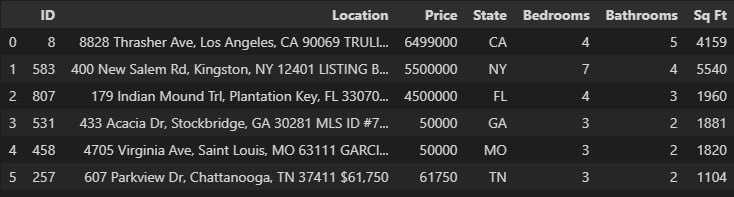 ID Location Price State Bedrooms Bathrooms Sq Ft
0 8 8828 Thrasher Ave, Los Angeles, CA 90069 TRULI... 6499000 CA 4 5 4159
1 583 400 New Salem Rd, Kingston, NY 12401 LISTING B... 5500000 NY 7 4 5540
2 807 179 Indian Mound Trl, Plantation Key, FL 33070... 4500000 FL 4 3 1960
3 531 433 Acacia Dr, Stockbridge, GA 30281 MLS ID #7... 50000 GA 3 2 1881
4 458 4705 Virginia Ave, Saint Louis, MO 63111 GARCI... 50000 MO 3 2 1820
5 257 607 Parkview Dr, Chattanooga, TN 37411 $61,750 61750 TN 3 2 1104